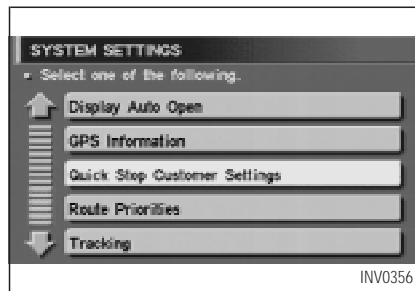 SYSTEM SETTINGS
Select one of the following.
Display Auto Open
GPS Information
Quick Stop Customer Settings
Route Priorities
Tracking
INV0356